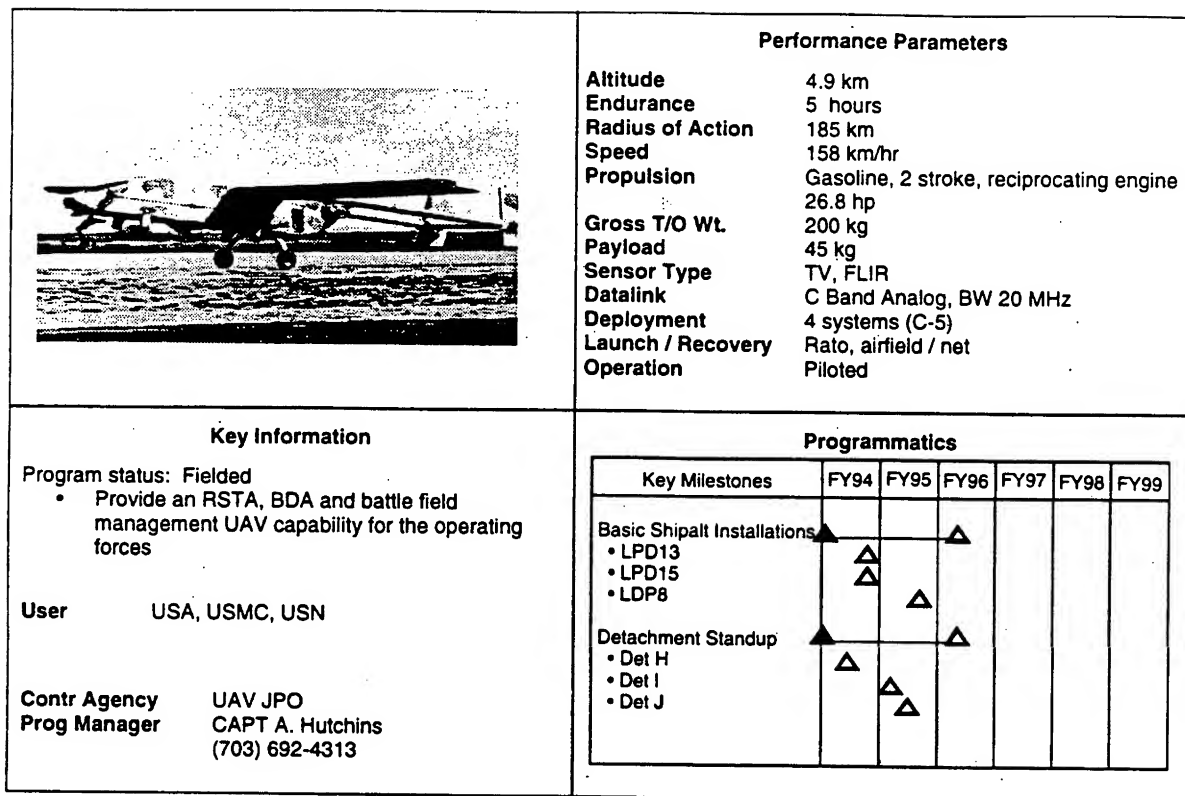 Performance Parameters
Altitude 4.9 km
Endurance 5 hours
Radius of Action 185 km
Speed 158 km/hr
Propulsion Gasoline, 2 stroke, reciprocating engine
26.8 hp
Gross T/O Wt. 200 kg
Payload 45 kg
Sensor Type TV, FLIR
Datalink C Band Analog, BW 20 MHz
Deployment 4 systems (C-5)
Launch / Recovery Rato, airfield / net
Operation Piloted
Key Information
Program status: Fielded
• Provide an RSTA, BDA and battle field
management UAV capability for the operating
forces
User USA, USMC, USN
Contr Agency UAV JPO
Prog Manager CAPT A. Hutchins
(703) 692-4313
Programmatics
Key Milestones FY94 FY95 FY96 FY97 FY98 FY99
Basic Shipalt Installations
• LPD13
• LPD15
• LDP8
Detachment Standup
• Det H
• Det I
• Det J